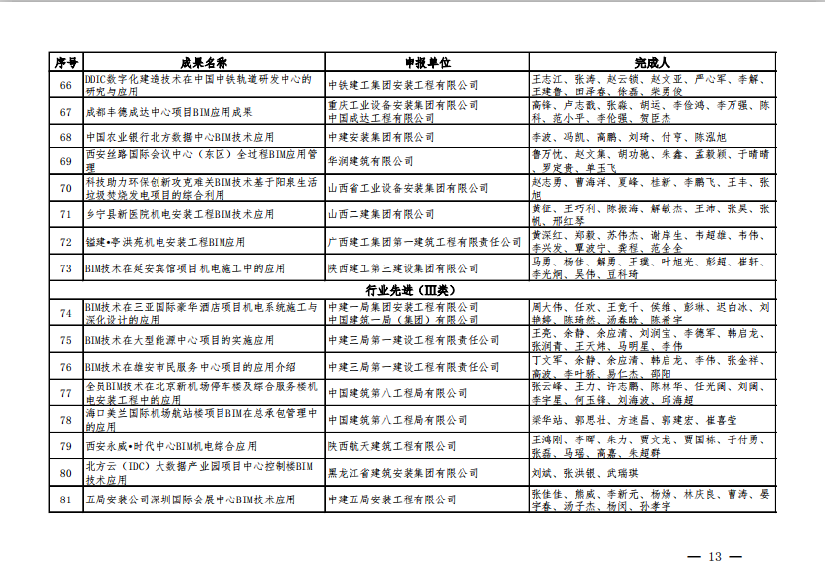 序号 成果名称 申报单位 完成人
66 DDIC数字化建造技术在中国中铁轨道研发中心的 中铁建工集团安装工程有限公司 王志江、张涛、赵云锁、赵文亚、严心军、李解、
研究与应用 王建鲁、田泽春、徐磊、柴勇俊
67 成都丰德成达中心项目BIM应用成果 重庆工业设备安装集团有限公司 高锋、卢志戬、张淼、胡运、李俭鸿、李万强、陈
中国成达工程有限公司 科、范小平、李伦强、贺臣杰
68 中国农业银行北方数据中心BIM技术应用 中建安装集团有限公司 李波、冯凯、高鹏、刘琦、付亨、陈泓旭
69 西安丝路国际会议中心（东区）全过程BIM应用管 华润建筑有限公司 鲁万忱、赵文集、胡功驰、朱鑫、孟毅颖、于晴晴
理 、罗定贵、单玉飞
70 科技助力环保创新攻克难关BIM技术基于阳泉生活 山西省工业设备安装集团有限公司 赵志勇、曹海洋、夏峰、桂新、李鹏飞、王丰、张
垃圾焚烧发电项目的综合利用 旭
71 乡宁县新医院机电安装工程BIM技术应用 山西二建集团有限公司 黄征、王巧利、陈振海、解敏杰、王沛、张昊、张
帆、邢红琴
72 镒建•亭洪苑机电安装工程BIM应用 广西建工集团第一建筑工程有限责任公司 黄深红、郑毅、苏伟杰、谢岸生、韦超雄、韦伟、
李兴发、覃波宁、龚程、范全全
73 BIM技术在延安宾馆项目机电施工中的应用 陕西建工第三建设集团有限公司 马勇、杨佳、解勇、王璞、叶旭光、彭超、崔轩、
李光炯、吴伟、豆科琦
行业先进（III类）
74 BIM技术在三亚国际豪华酒店项目机电系统施工与 中建一局集团安装工程有限公司 周大伟、任欢、王竞千、侯维、彭琳、迟自冰、刘
深化设计的应用 中国建筑一局（集团）有限公司 艳婷、陈琦然、汤春晗、陈希宇
75 BIM技术在大型能源中心项目的实施应用 中建三局第一建设工程有限责任公司 王亮、余静、余应清、刘润宝、李德军、韩启龙、
张润青、王天炜、马明星、李伟
76 BIM技术在雄安市民服务中心项目的应用介绍 中建三局第一建设工程有限责任公司 丁文军、余静、余应清、韩启龙、李伟、张金祥、
高波、李叶骄、易仁杰、邵阳
77 全员BIM技术在北京新机场停车楼及综合服务楼机 中国建筑第八工程局有限公司 张云峰、王力、许志鹏、陈林华、任光阔、刘阔、
电安装工程中的应用 李宇星、何玉锋、刘海波、邱海超
78 海口美兰国际机场航站楼项目BIM在总承包管理中 中国建筑第八工程局有限公司 梁华站、郭思壮、方速昌、郭建宏、崔喜莹
的应用
79 西安永威•时代中心BIM机电综合应用 陕西航天建筑工程有限公司 王鸿刚、李晖、朱力、贾文龙、贾国栋、于付勇、
张磊、马瑶、高嘉、朱超群
80 北方云（IDC）大数据产业园项目中心控制楼BIM 黑龙江省建筑安装集团有限公司 刘斌、张洪银、武瑞琪
技术应用
81 五局安装公司深圳国际会展中心BIM技术应用 中建五局安装工程有限公司 张佳佳、熊威、李新元、杨炀、林庆良、曹涛、晏
宇春、汤子杰、杨闵、孙孝宇
— 13 —